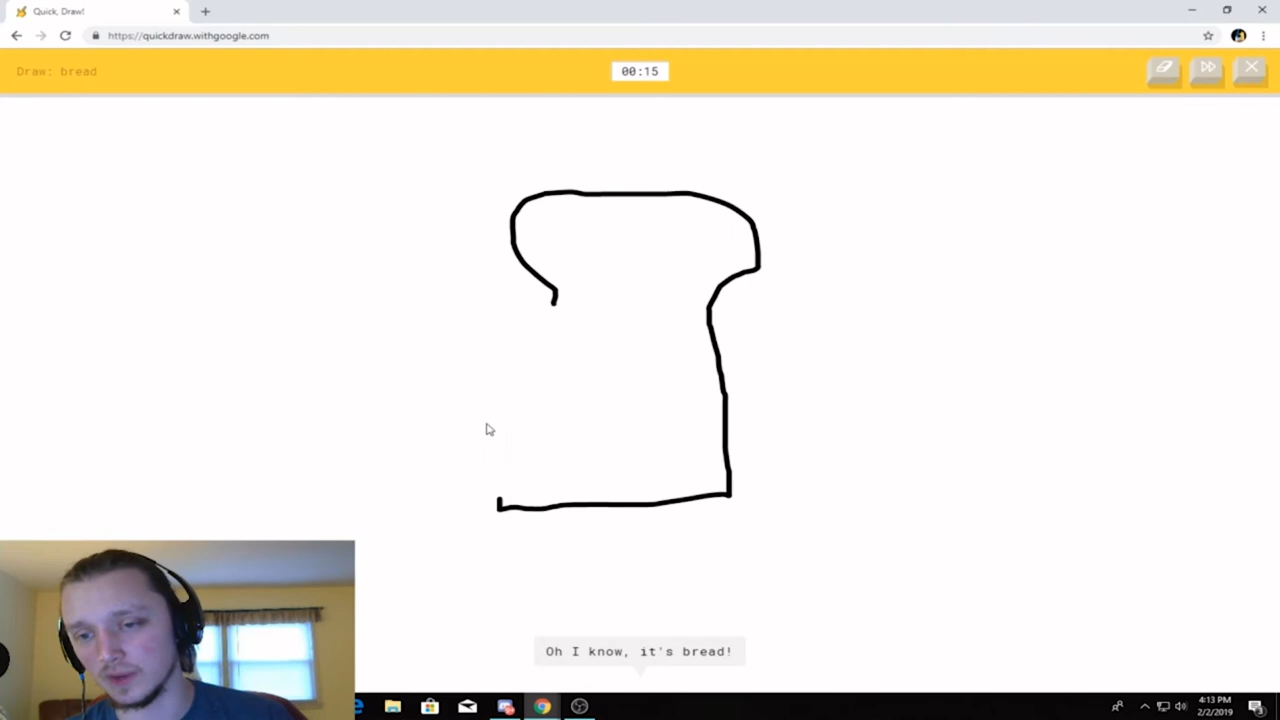 Quick, Draw!
https://quickdraw.withgoogle.com
Draw: bread
00:15
Oh I know, it's bread!
4:13 PM
2/2/2019
3